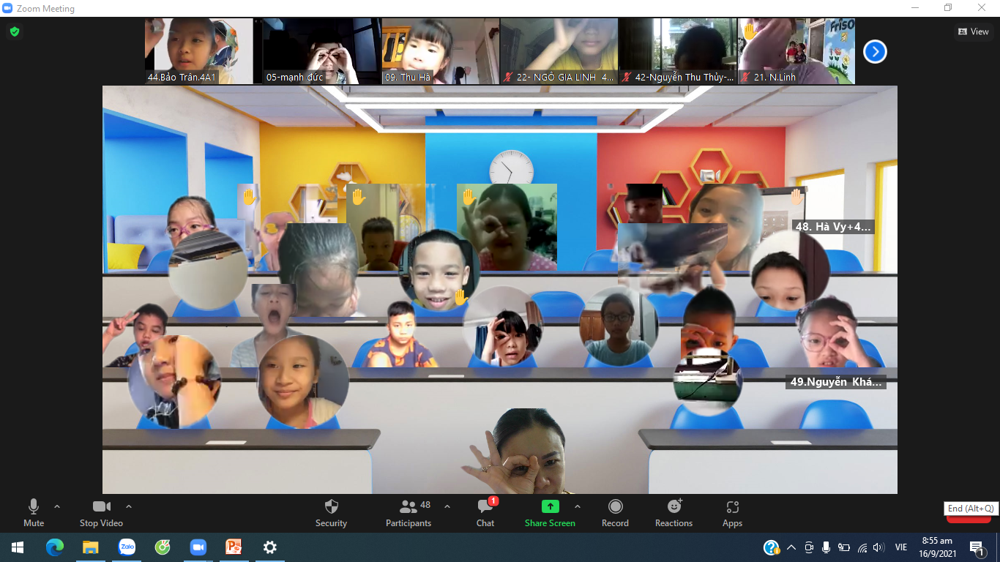 Zoom Meeting
View
FrisO
44.Bảo Trân.4A1
05-mạnh đức
09. Thu Hà
22- NGÔ GIA LINH 4...
42-Nguyễn Thu Thủy-...
21. N.Linh
48. Hà Vy+4...
49.Nguyễn Khá...
End (Alt+Q)
48
1
Mute
Stop Video
Security
Participants
Chat
Share Screen
Record
Reactions
Apps
Zalo
VIE
8:55 am
16/9/2021
1